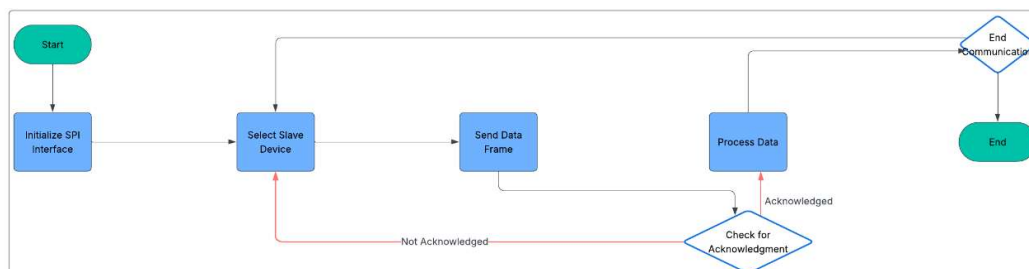 Start
End
Communication
Initialize SPI
Interface
Select Slave
Device
Send Data
Frame
Process Data
End
Acknowledged
Check for
Acknowledgment
Not Acknowledged